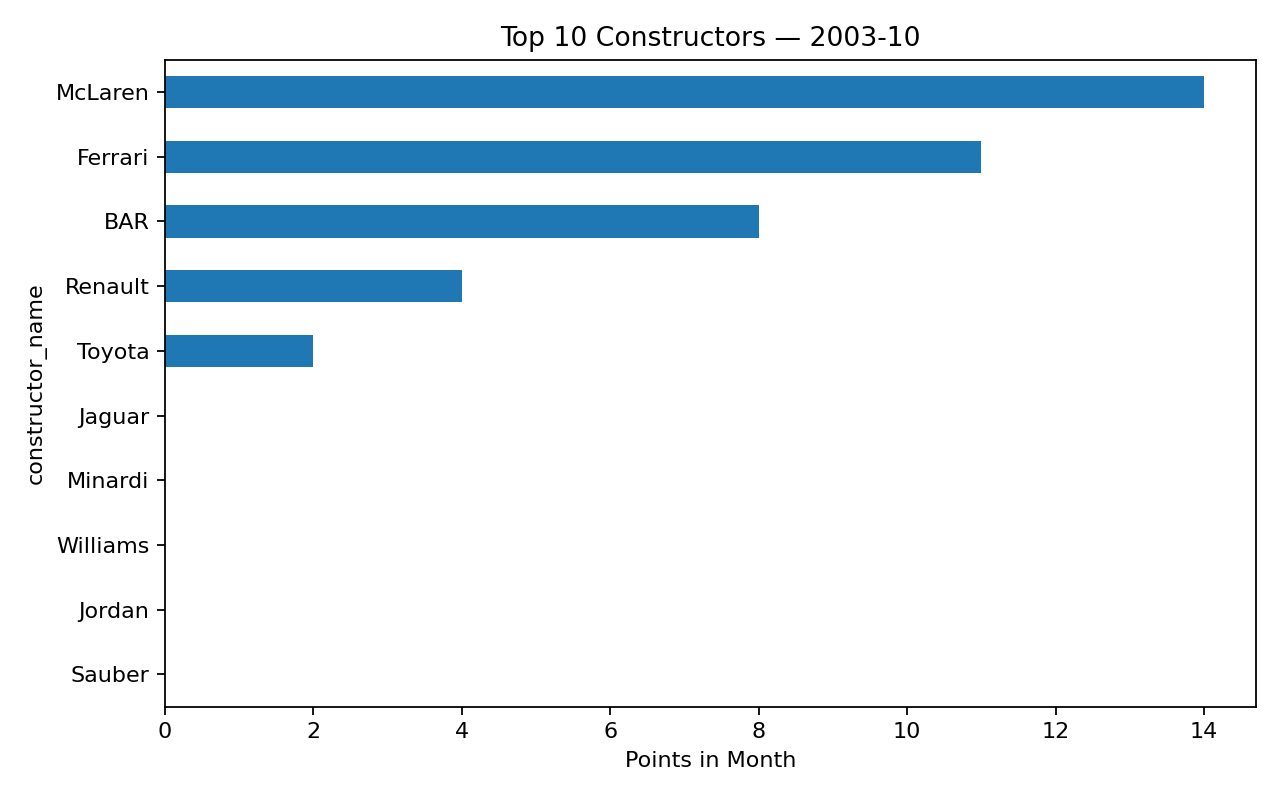 Top 10 Constructors — 2003-10
McLaren
Ferrari
BAR
Renault
Toyota
Jaguar
Minardi
Williams
Jordan
Sauber
constructor_name
0 2 4 6 8 10 12 14
Points in Month